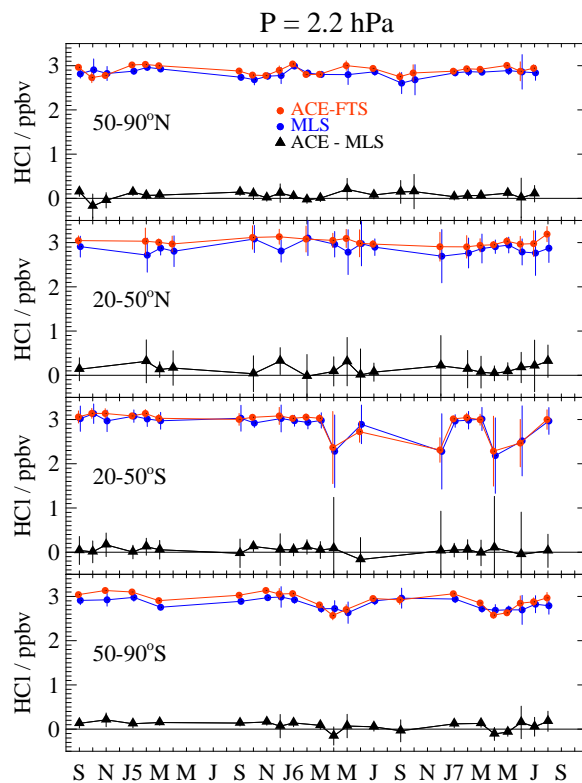 P = 2.2 hPa
HCl / ppbv
3
2
1
0
50-90°N
ACE-FTS
MLS
ACE - MLS
HCl / ppbv
3
2
1
0
20-50°N
HCl / ppbv
3
2
1
0
20-50°S
HCl / ppbv
3
2
1
0
50-90°S
S N J5 M M J S N J6 M M J S N J7 M M J S